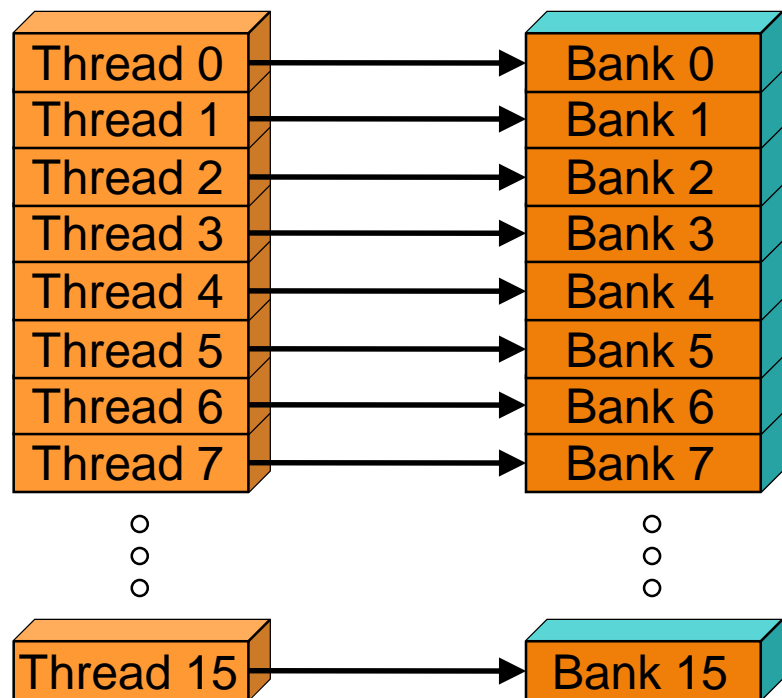 Thread 0
Bank 0
Thread 1
Bank 1
Thread 2
Bank 2
Thread 3
Bank 3
Thread 4
Bank 4
Thread 5
Bank 5
Thread 6
Bank 6
Thread 7
Bank 7
Thread 15
Bank 15